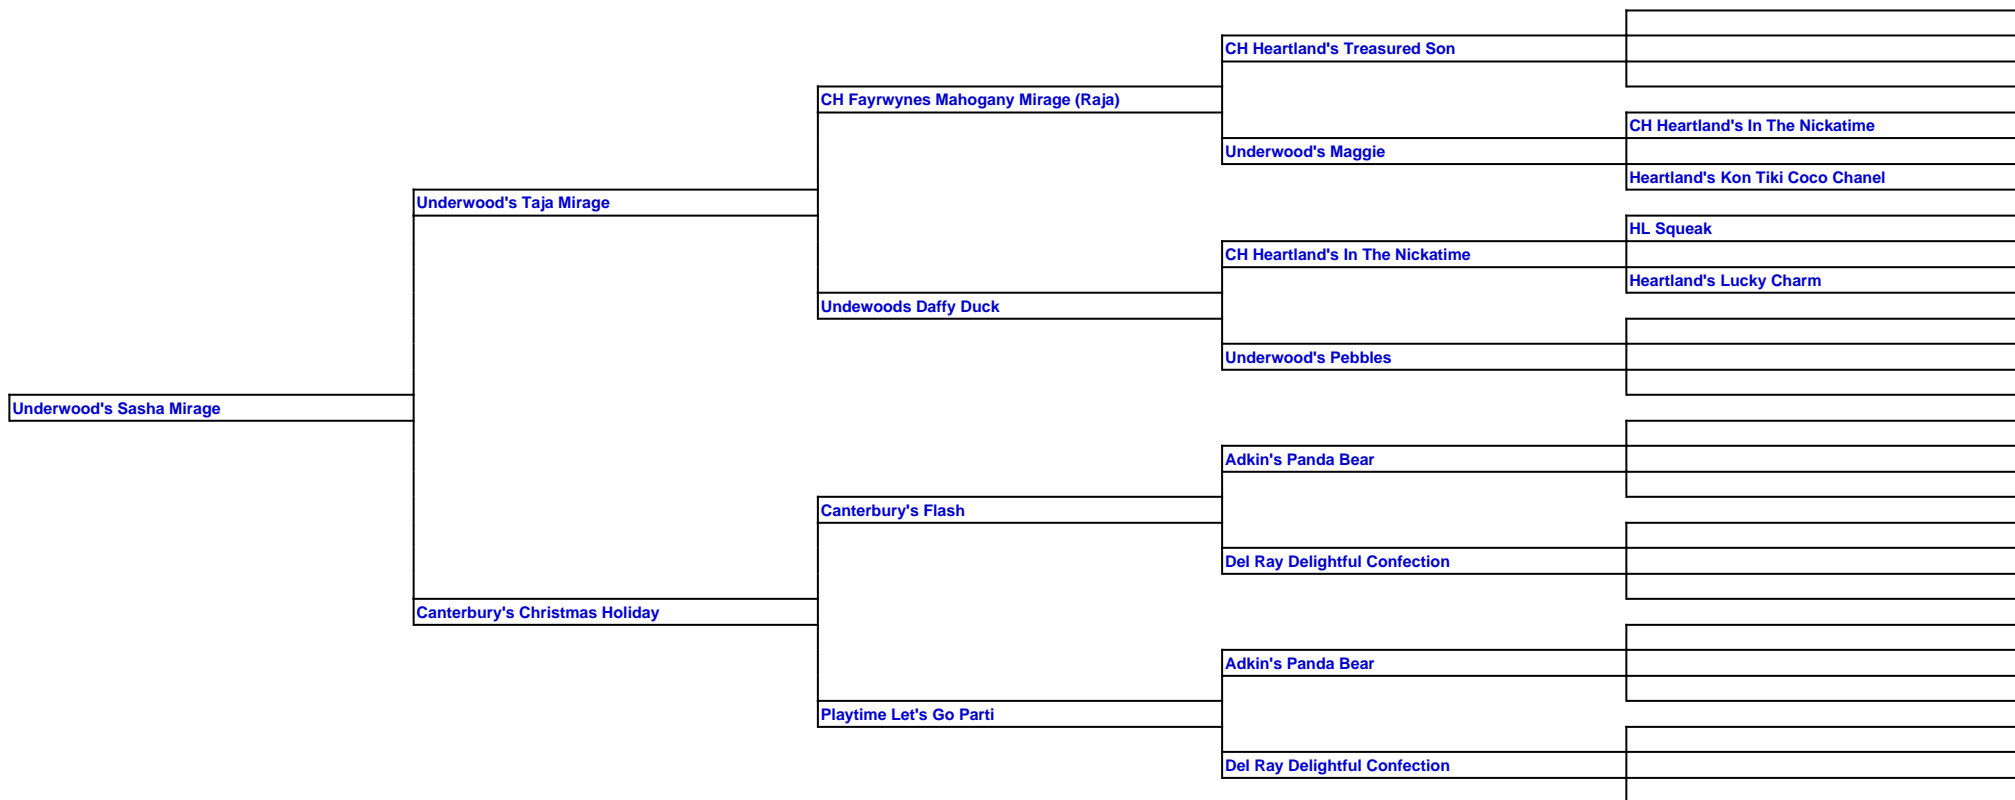 CH Heartland's Treasured Son
CH Fayrwynes Mahogany Mirage (Raja)
CH Heartland's In The Nickatime
Underwood's Maggie
Heartland's Kon Tiki Coco Chanel
Underwood's Taja Mirage
HL Squeak
CH Heartland's In The Nickatime
Heartland's Lucky Charm
Undewoods Daffy Duck
Underwood's Pebbles
Underwood's Sasha Mirage
Adkin's Panda Bear
Canterbury's Flash
Del Ray Delightful Confection
Canterbury's Christmas Holiday
Adkin's Panda Bear
Playtime Let's Go Parti
Del Ray Delightful Confection